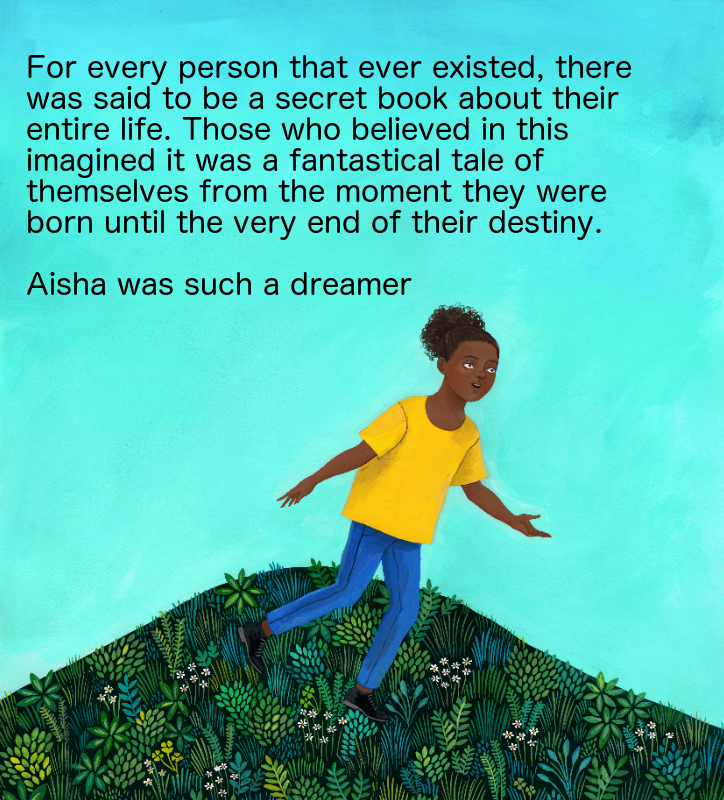 For every person that ever existed, there
was said to be a secret book about their
entire life. Those who believed in this
imagined it was a fantastical tale of
themselves from the moment they were
born until the very end of their destiny.
Aisha was such a dreamer